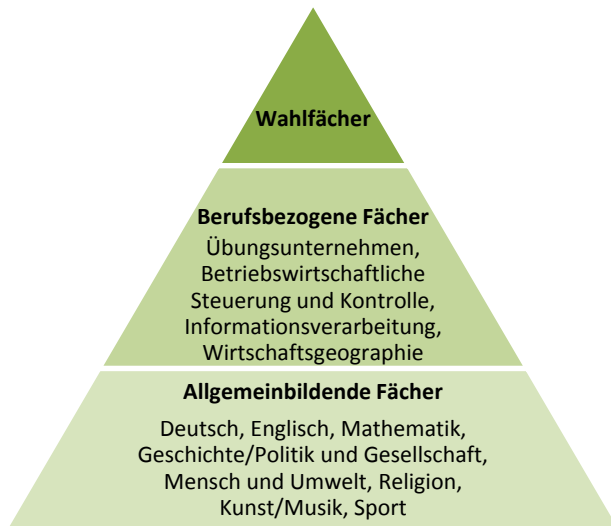 Wahlfächer
Berufsbezogene Fächer
Übungsunternehmen,
Betriebswirtschaftliche
Steuerung und Kontrolle,
Informationsverarbeitung,
Wirtschaftsgeographie
Allgemeinbildende Fächer
Deutsch, Englisch, Mathematik,
Geschichte/Politik und Gesellschaft,
Mensch und Umwelt, Religion,
Kunst/Musik, Sport